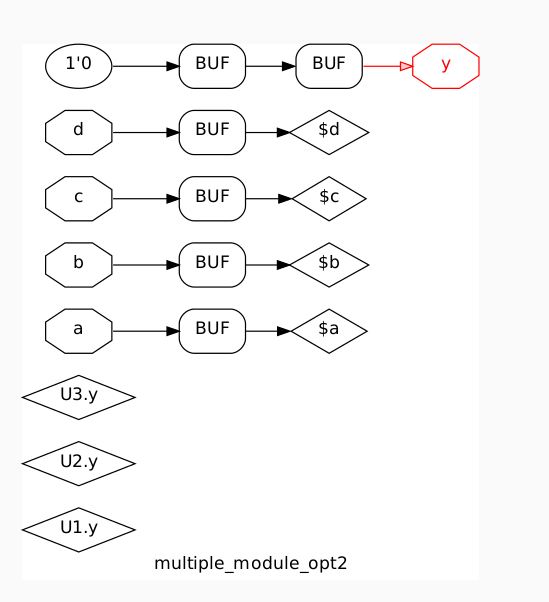 1'0 BUF BUF y
d BUF $d
c BUF $c
b BUF $b
a BUF $a
U3.y
U2.y
U1.y
multiple_module_opt2